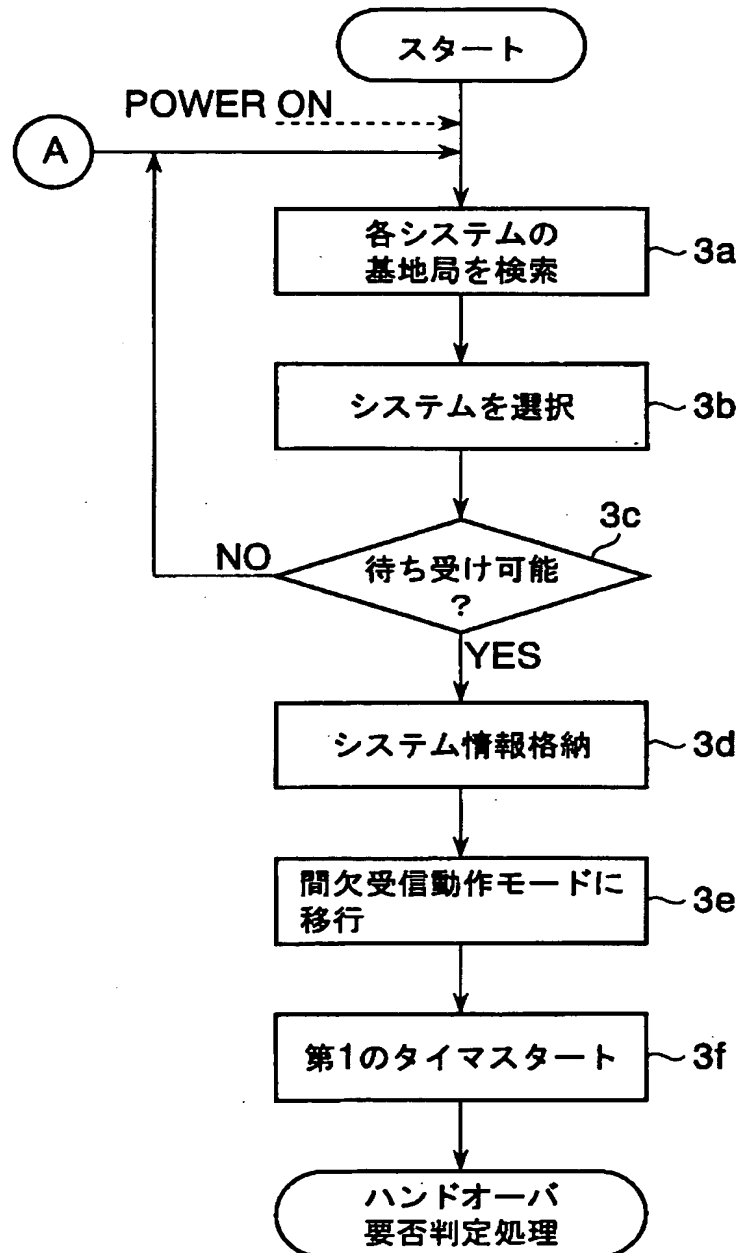 スタート
POWER ON
A
各システムの
基地局を検索
3a
システムを選択
3b
3c
待ち受け可能
?
NO
YES
システム情報格納
3d
間欠受信動作モードに
移行
3e
第1のタイマスタート
3f
ハンドオーバ
要否判定処理